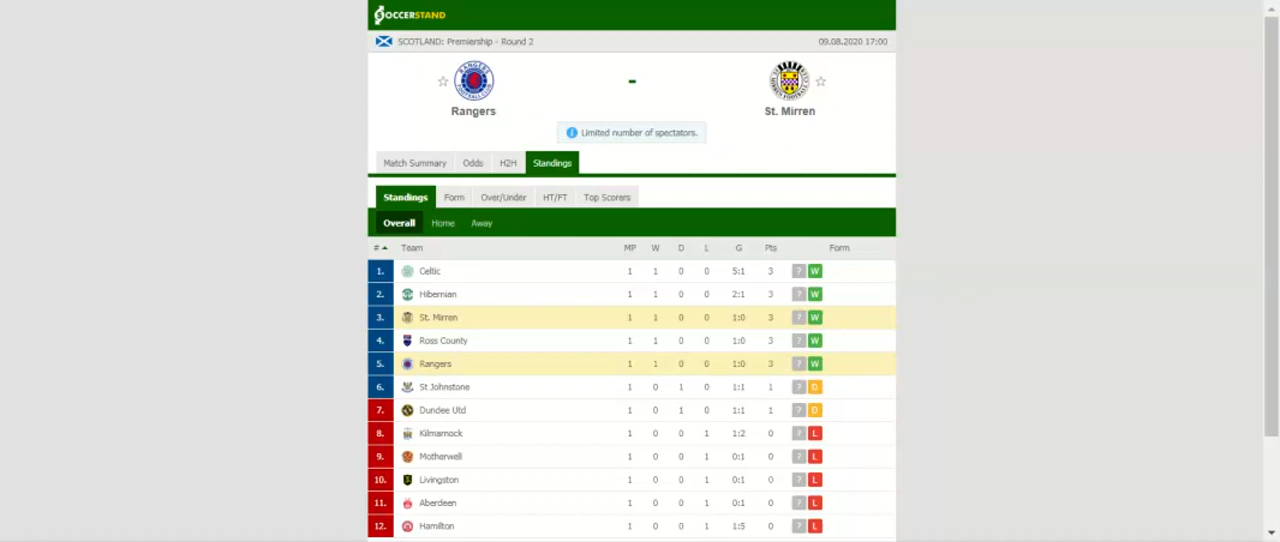 SOCCERSTAND
SCOTLAND: Premiership - Round 2 09.08.2020 17:00
-
Rangers St. Mirren
Limited number of spectators.
Match Summary Odds H2H Standings
Standings Form Over/Under HT/FT Top Scorers
Overall Home Away
# Team MP W D L G Pts Form
1. Celtic 1 1 0 0 5:1 3 ? W
2. Hibernian 1 1 0 0 2:1 3 ? W
3. St. Mirren 1 1 0 0 1:0 3 ? W
4. Ross County 1 1 0 0 1:0 3 ? W
5. Rangers 1 1 0 0 1:0 3 ? W
6. St Johnstone 1 0 1 0 1:1 1 ? D
7. Dundee Utd 1 0 1 0 1:1 1 ? D
8. Kilmarnock 1 0 0 1 1:2 0 ? L
9. Motherwell 1 0 0 1 0:1 0 ? L
10. Livingston 1 0 0 1 0:1 0 ? L
11. Aberdeen 1 0 0 1 0:1 0 ? L
12. Hamilton 1 0 0 1 1:5 0 ? L